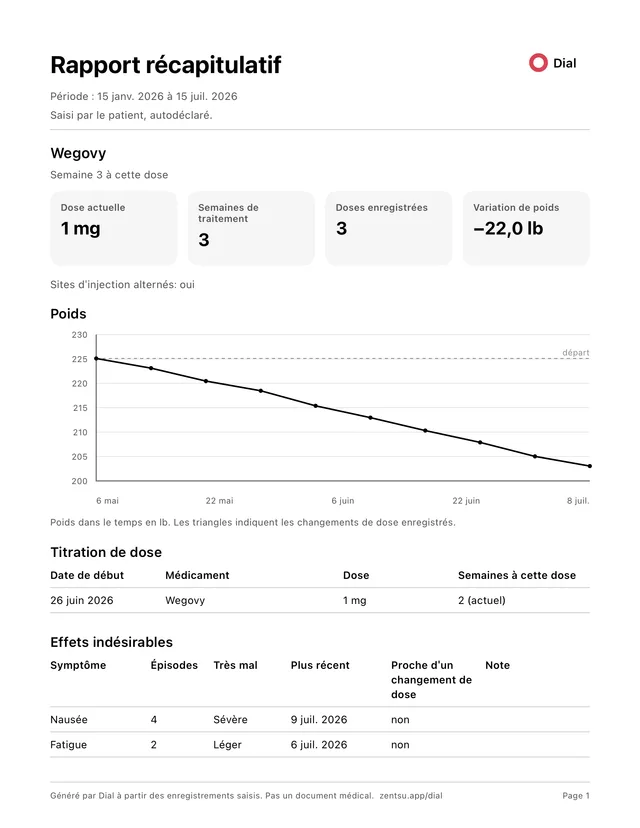 Rapport récapitulatif
Dial
Période : 15 janv. 2026 à 15 juil. 2026
Saisi par le patient, autodéclaré.
Wegovy
Semaine 3 à cette dose
Dose actuelle
1 mg
Semaines de
traitement
3
Doses enregistrées
3
Variation de poids
−22,0 lb
Sites d'injection alternés: oui
Poids
230
225
220
215
210
205
200
départ
6 mai
22 mai
6 juin
22 juin
8 juil.
Poids dans le temps en lb. Les triangles indiquent les changements de dose enregistrés.
Titration de dose
Date de début Médicament Dose Semaines à cette dose
26 juin 2026 Wegovy 1 mg 2 (actuel)
Effets indésirables
Symptôme Épisodes Très mal Plus récent Proche d'un changement de dose Note
Nausée 4 Sévère 9 juil. 2026 non
Fatigue 2 Léger 6 juil. 2026 non
Généré par Dial à partir des enregistrements saisis. Pas un document médical. zentsu.app/dial
Page 1